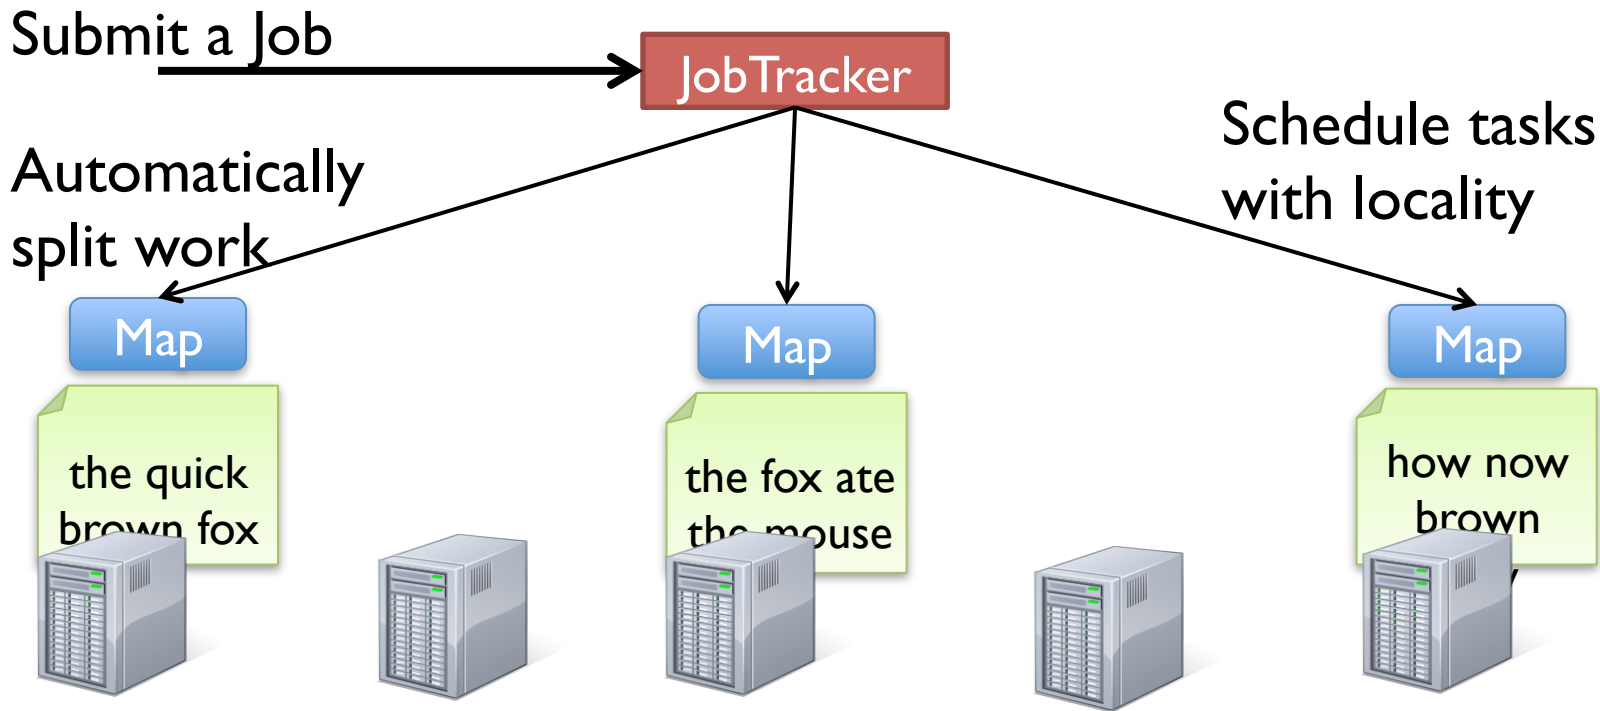 Submit a Job
JobTracker
Schedule tasks
with locality
Automatically
split work
Map
Map
Map
the quick
brown fox
the fox ate
the mouse
how now
brown